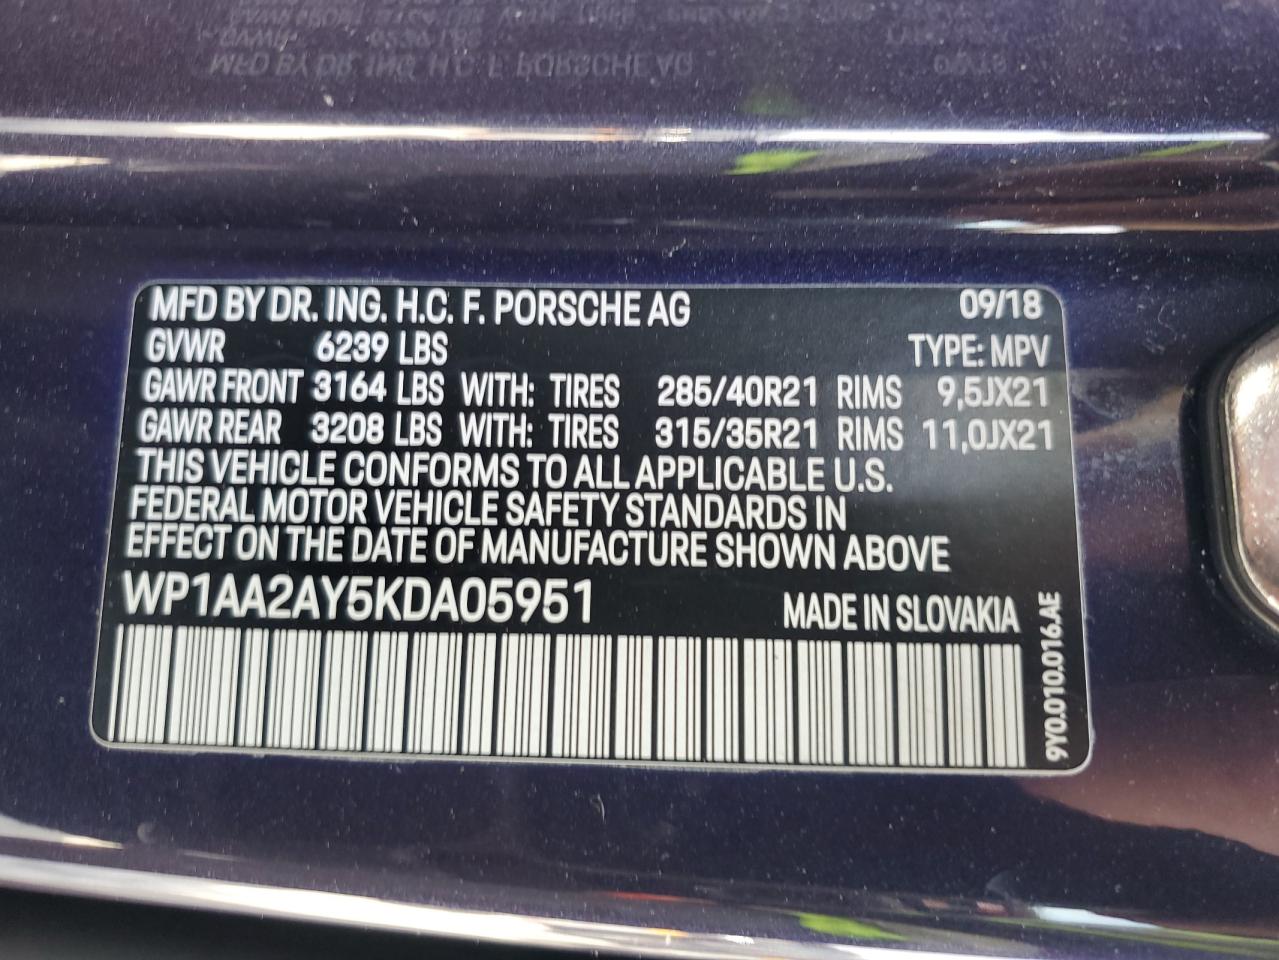 MFD BY DR. ING. H.C. F. PORSCHE AG 09/18
GVWR 6239 LBS TYPE: MPV
GAWR FRONT 3164 LBS WITH: TIRES 285/40R21 RIMS 9,5JX21
GAWR REAR 3208 LBS WITH: TIRES 315/35R21 RIMS 11,0JX21
THIS VEHICLE CONFORMS TO ALL APPLICABLE U.S.
FEDERAL MOTOR VEHICLE SAFETY STANDARDS IN
EFFECT ON THE DATE OF MANUFACTURE SHOWN ABOVE
WP1AA2AY5KDA05951 MADE IN SLOVAKIA
9Y0.010.016.AE